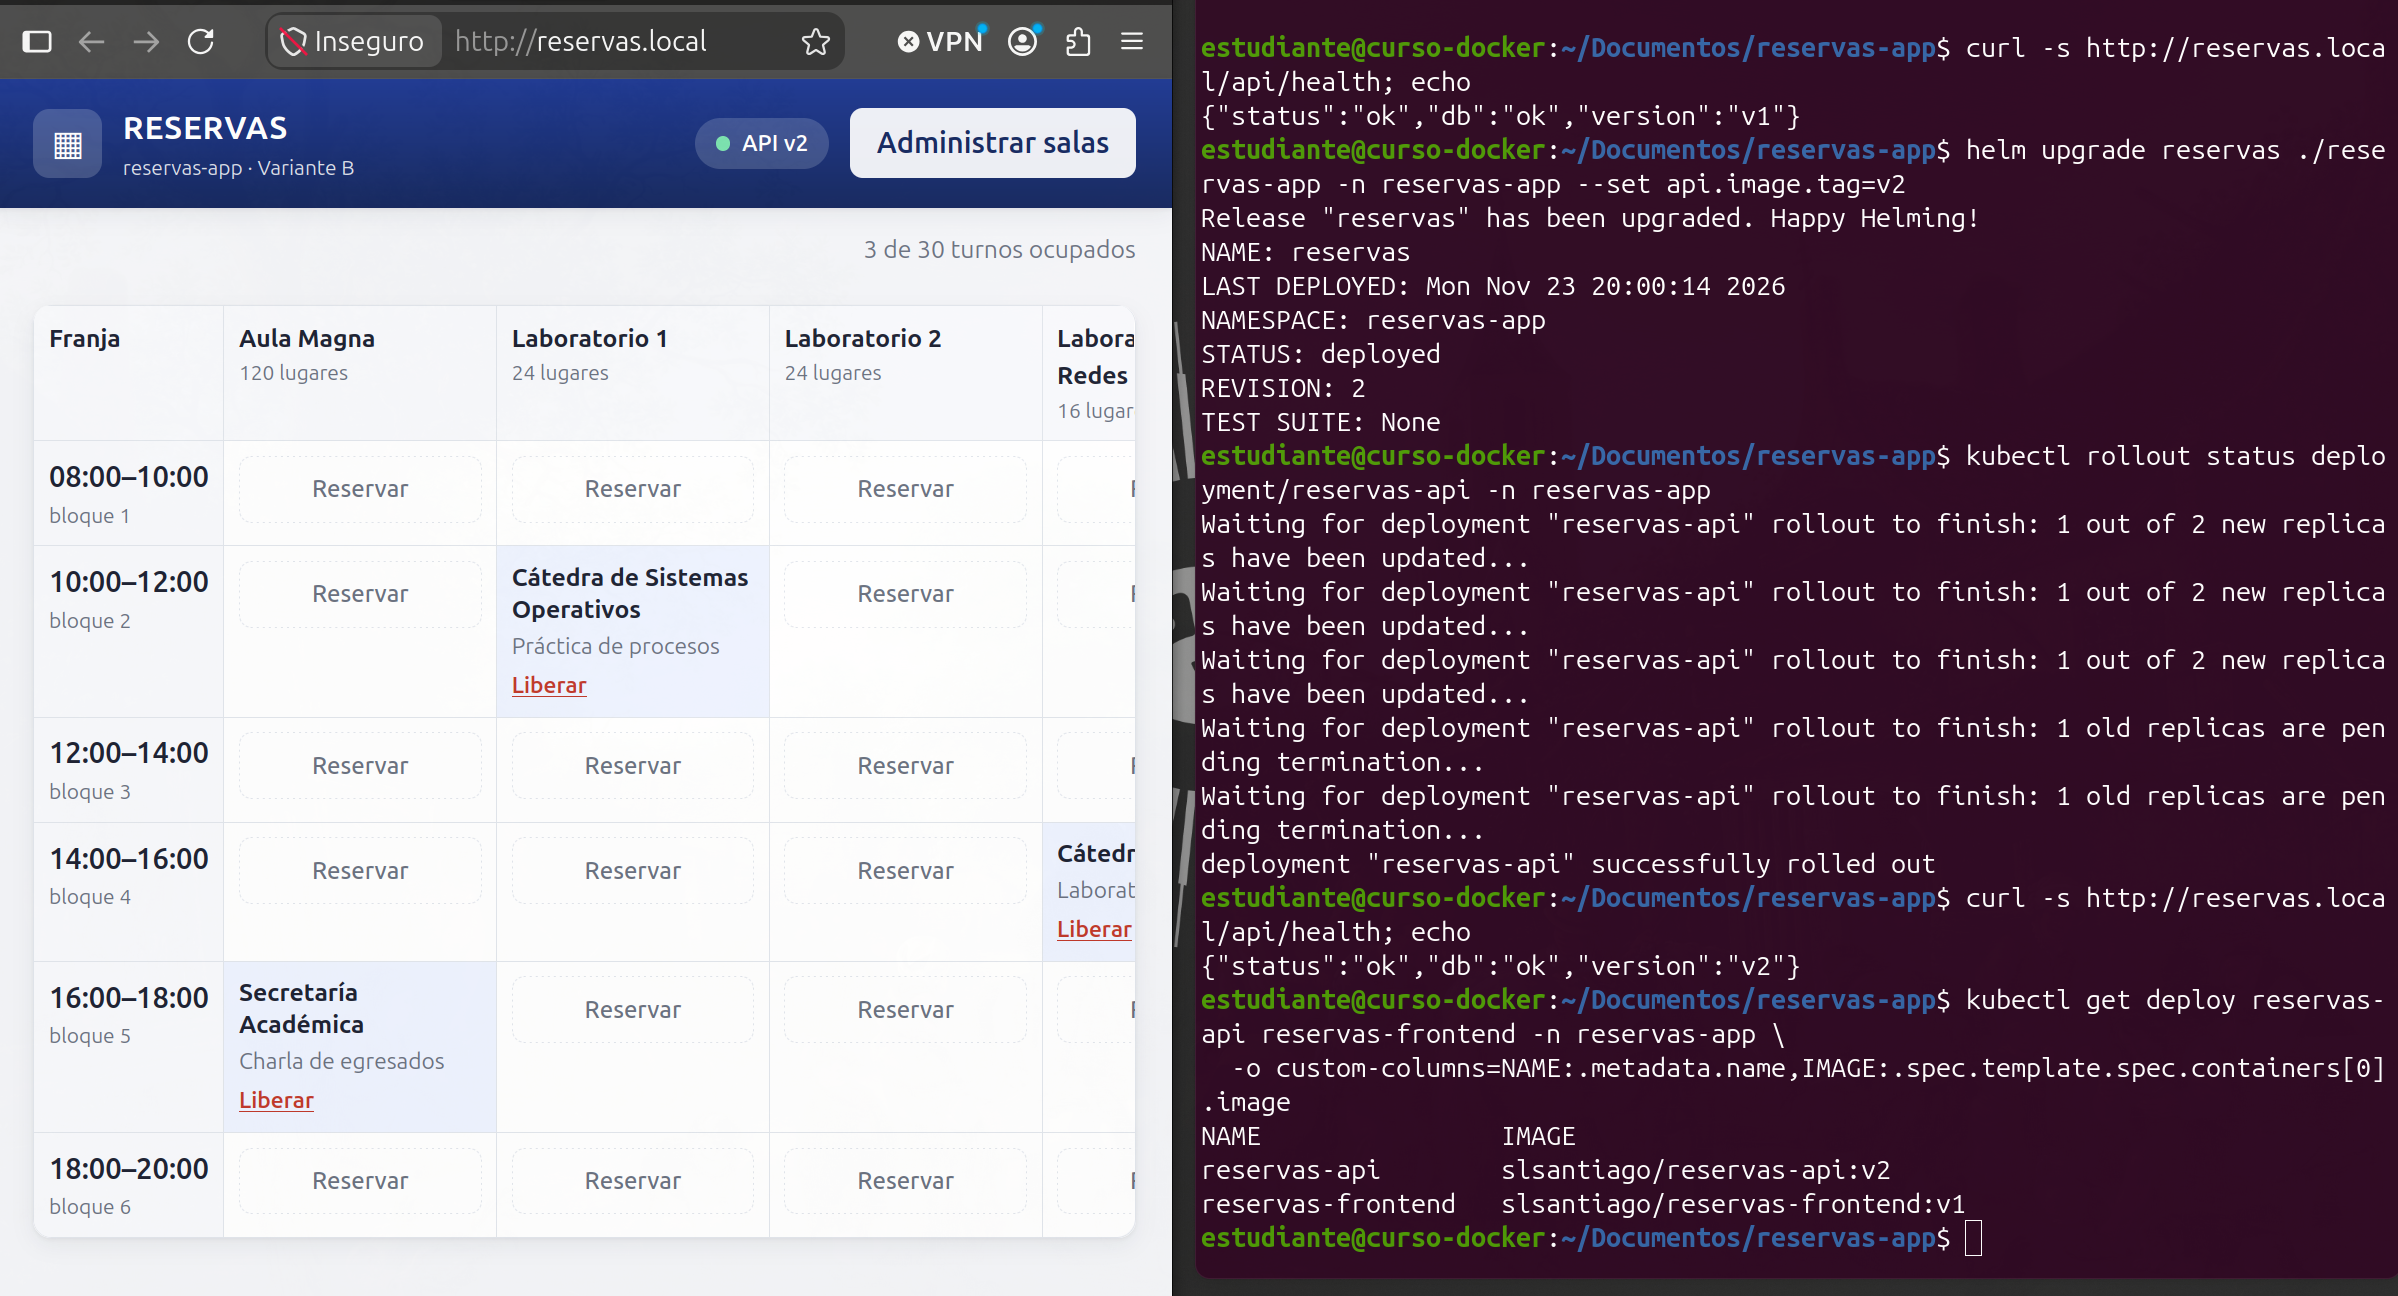 Inseguro http://reservas.local VPN
RESERVAS
reservas-app · Variante B
API v2
Administrar salas
3 de 30 turnos ocupados
Franja
Aula Magna
120 lugares
Laboratorio 1
24 lugares
Laboratorio 2
24 lugares
Labora
Redes
16 lugar
08:00–10:00
bloque 1
Reservar
Reservar
Reservar
10:00–12:00
bloque 2
Reservar
Cátedra de Sistemas
Operativos
Práctica de procesos
Liberar
Reservar
12:00–14:00
bloque 3
Reservar
Reservar
Reservar
14:00–16:00
bloque 4
Reservar
Reservar
Reservar
Cátedr
Laborat
Liberar
16:00–18:00
bloque 5
Secretaría
Académica
Charla de egresados
Liberar
Reservar
Reservar
18:00–20:00
bloque 6
Reservar
Reservar
Reservar
estudiante@curso-docker:~/Documentos/reservas-app$ curl -s http://reservas.loca
l/api/health; echo
{"status":"ok","db":"ok","version":"v1"}
estudiante@curso-docker:~/Documentos/reservas-app$ helm upgrade reservas ./rese
rvas-app -n reservas-app --set api.image.tag=v2
Release "reservas" has been upgraded. Happy Helming!
NAME: reservas
LAST DEPLOYED: Mon Nov 23 20:00:14 2026
NAMESPACE: reservas-app
STATUS: deployed
REVISION: 2
TEST SUITE: None
estudiante@curso-docker:~/Documentos/reservas-app$ kubectl rollout status deplo
yment/reservas-api -n reservas-app
Waiting for deployment "reservas-api" rollout to finish: 1 out of 2 new replica
s have been updated...
Waiting for deployment "reservas-api" rollout to finish: 1 out of 2 new replica
s have been updated...
Waiting for deployment "reservas-api" rollout to finish: 1 out of 2 new replica
s have been updated...
Waiting for deployment "reservas-api" rollout to finish: 1 old replicas are pen
ding termination...
Waiting for deployment "reservas-api" rollout to finish: 1 old replicas are pen
ding termination...
deployment "reservas-api" successfully rolled out
estudiante@curso-docker:~/Documentos/reservas-app$ curl -s http://reservas.loca
l/api/health; echo
{"status":"ok","db":"ok","version":"v2"}
estudiante@curso-docker:~/Documentos/reservas-app$ kubectl get deploy reservas-
api reservas-frontend -n reservas-app \
  -o custom-columns=NAME:.metadata.name,IMAGE:.spec.template.spec.containers[0]
.image
NAME                IMAGE
reservas-api        slsantiago/reservas-api:v2
reservas-frontend   slsantiago/reservas-frontend:v1
estudiante@curso-docker:~/Documentos/reservas-app$